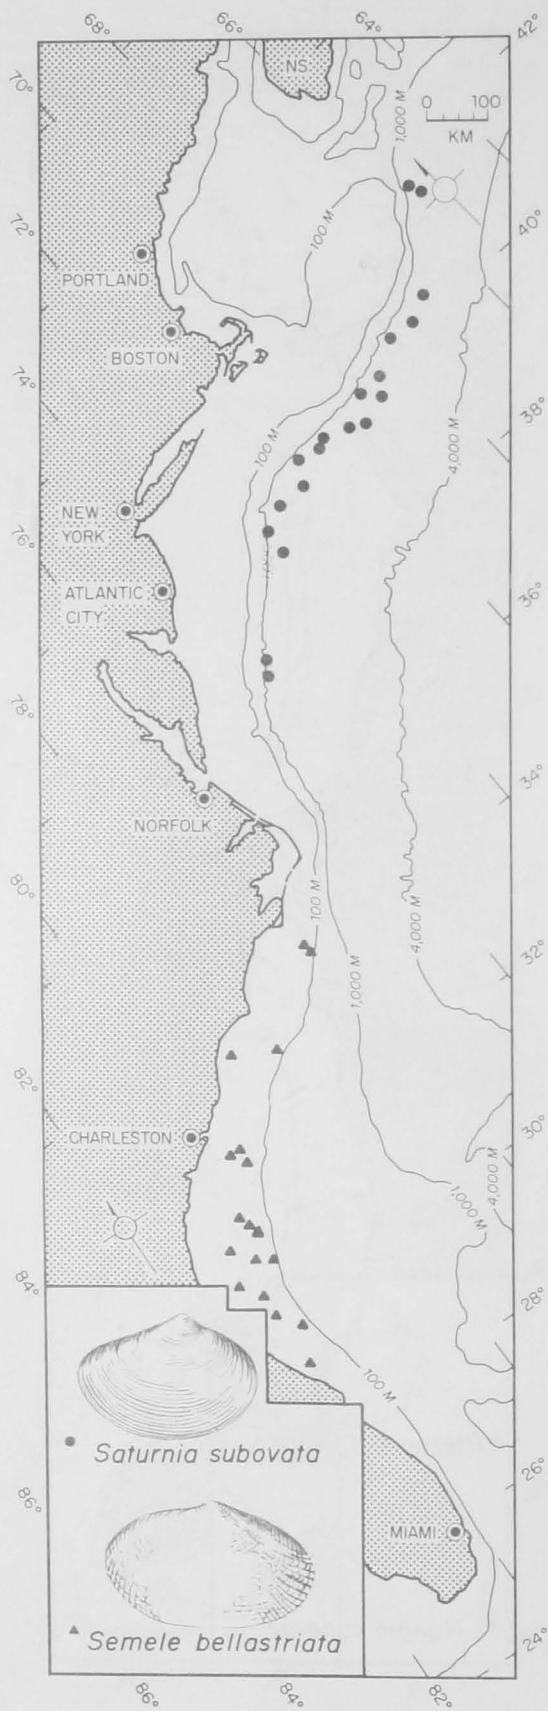 68°
66°
64°
42°
NS
70°
1,000 M
0 100
KM
40°
72°
100 M
PORTLAND
BOSTON
74°
38°
100 M
4,000 M
NEW
YORK
76°
ATLANTIC
CITY
36°
78°
34°
NORFOLK
80°
100 M
4,000 M
32°
1,000 M
82°
CHARLESTON
30°
4,000 M
1,000 M
84°
28°
100 M
Saturnia subovata
26°
86°
MIAMI
Semele bellastriata
24°
86°
84°
82°